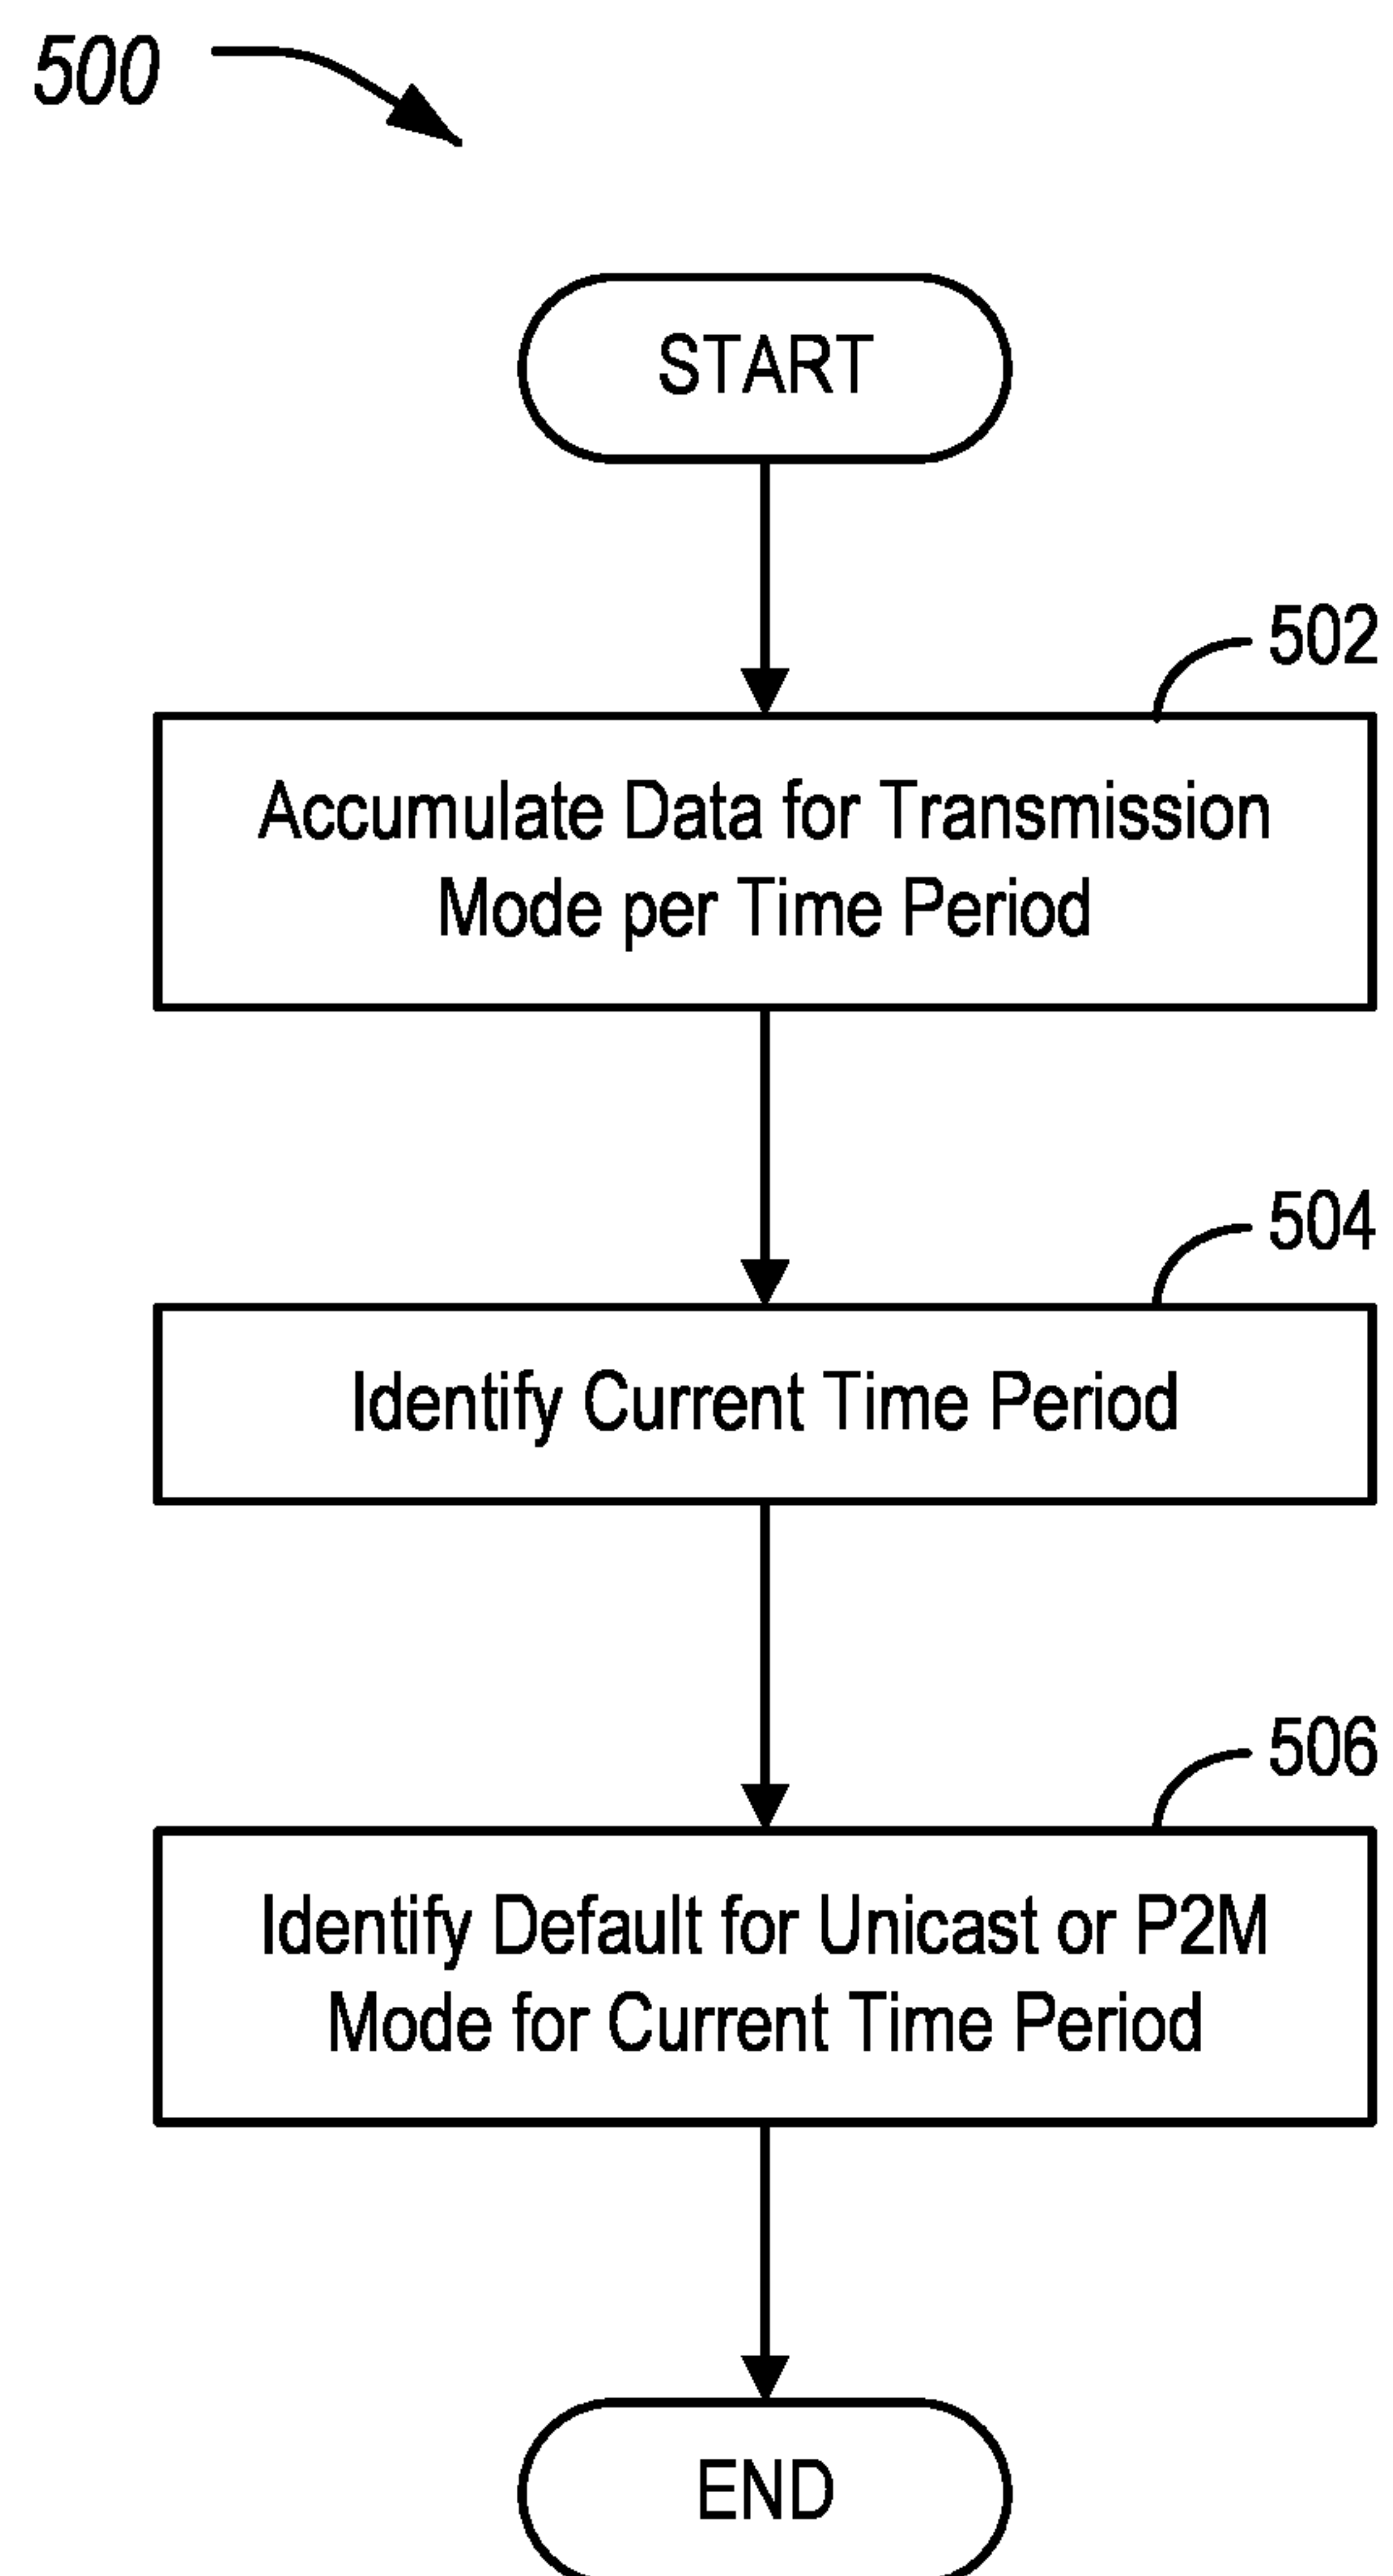 500
START
502
Accumulate Data for Transmission
Mode per Time Period
504
Identify Current Time Period
506
Identify Default for Unicast or P2M
Mode for Current Time Period
END